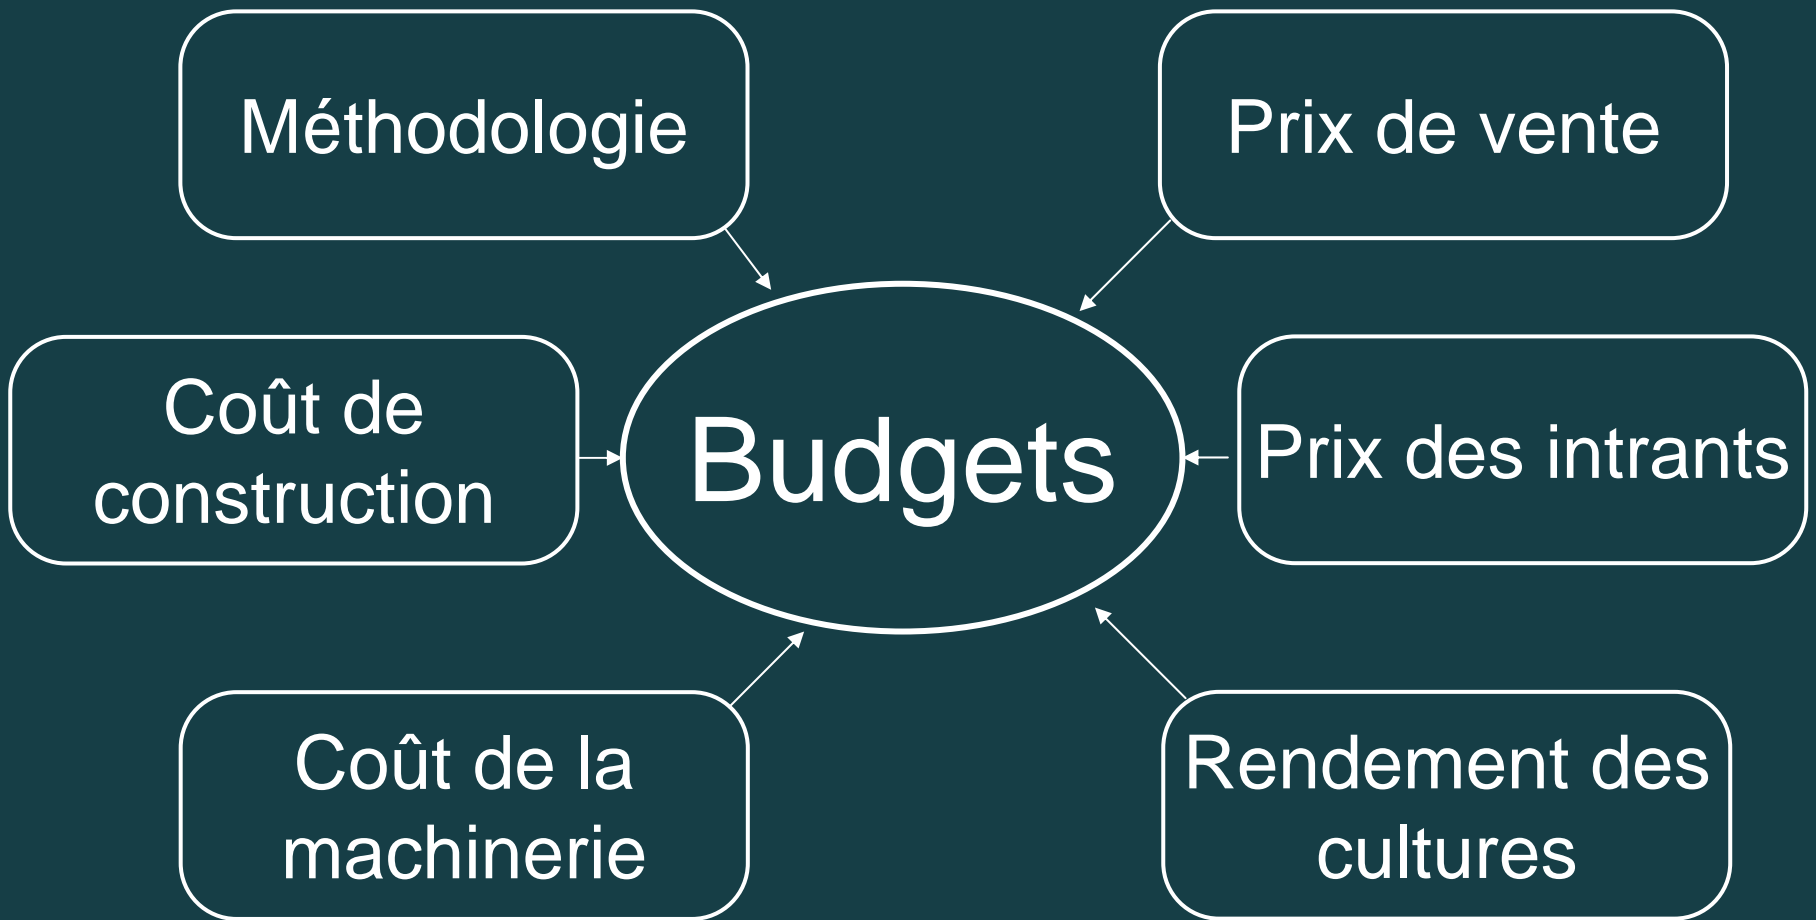 Méthodologie
Prix de vente
Coût de
construction
Budgets
Prix des intrants
Coût de la
machinerie
Rendement des
cultures